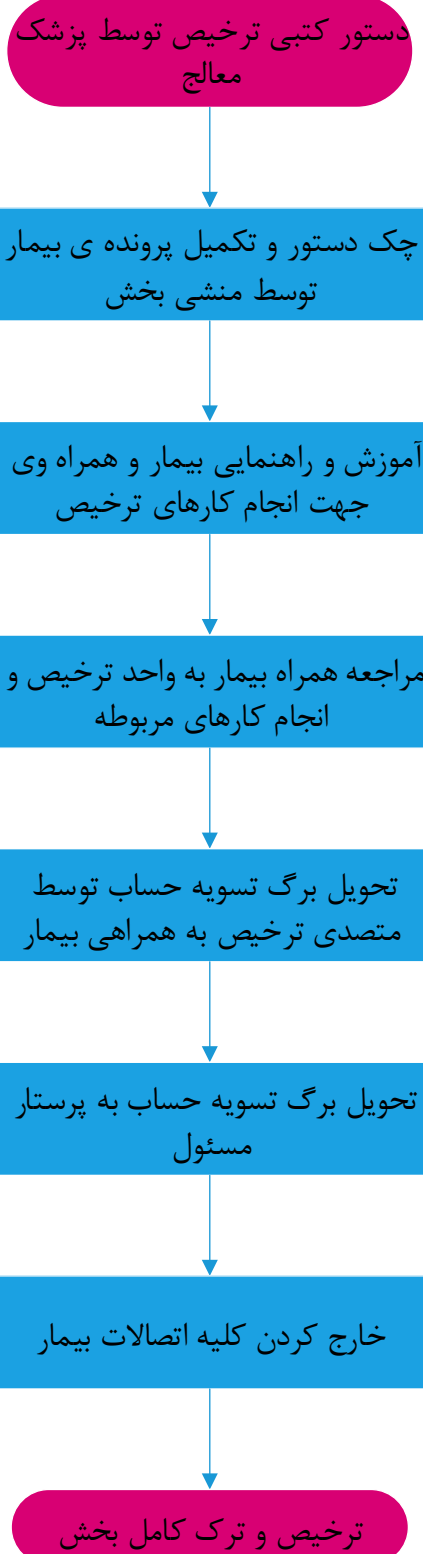 دستور کتبی ترخیص توسط پزشک
معالج
چک دستور و تکمیل پرونده ی بیمار
توسط منشی بخش
آموزش و راهنمایی بیمار و همراه وی
جهت انجام کارهای ترخیص
مراجعه همراه بیمار به واحد ترخیص و
انجام کارهای مربوطه
تحویل برگ تسویه حساب توسط
متصدی ترخیص به همراهی بیمار
تحویل برگ تسویه حساب به پرستار
مسئول
خارج کردن کلیه اتصالات بیمار
ترخیص و ترک کامل بخش